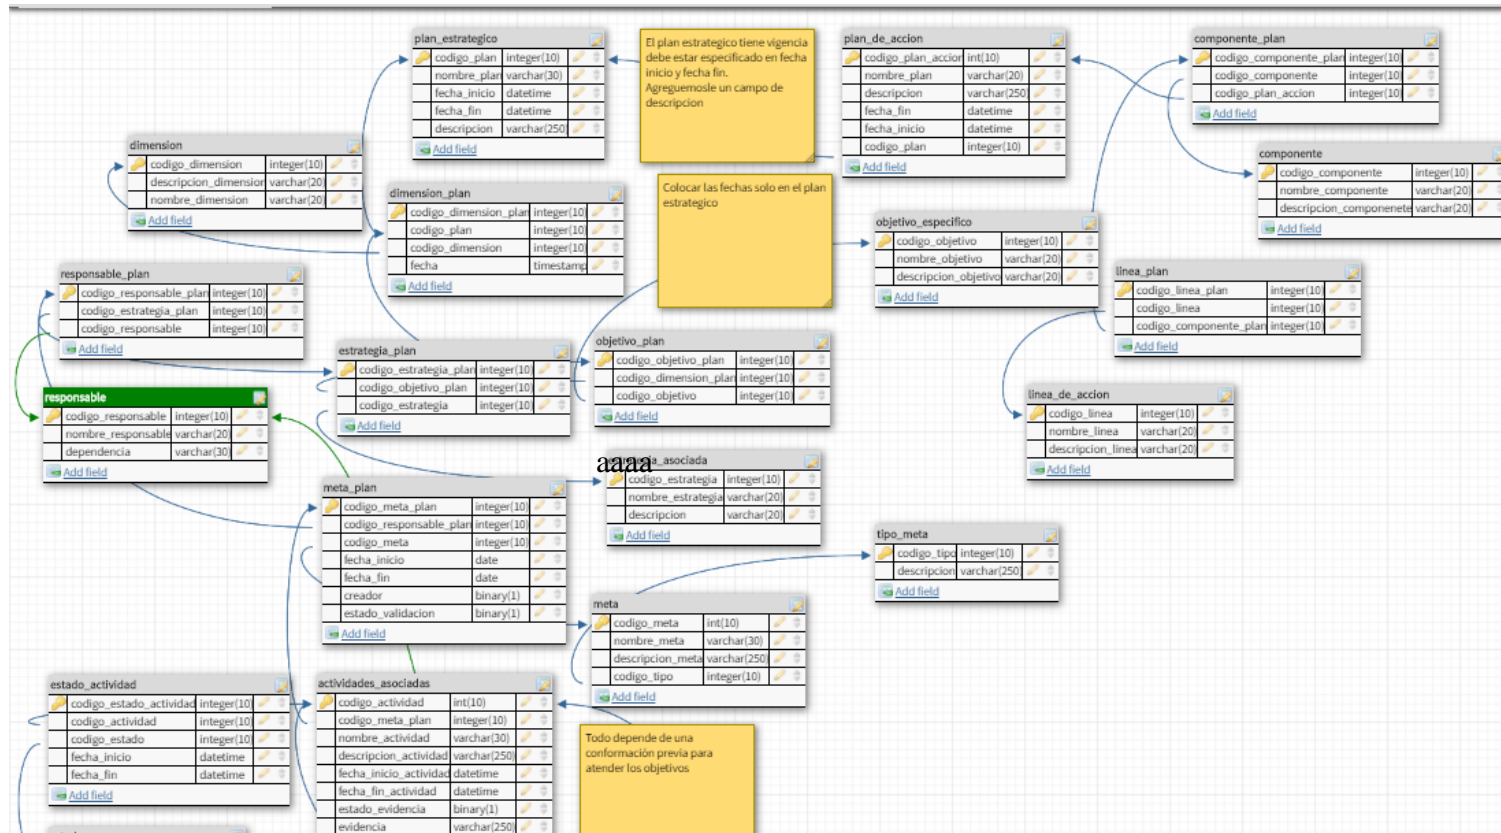 plan_estrategico
codigo_plan integer(10)
nombre_plan varchar(30)
fecha_inicio datetime
fecha_fin datetime
descripcion varchar(250)
Add field
El plan estrategico tiene vigencia
debe estar especificado en fecha
inicio y fecha fin.
Agreguemosle un campo de
descripcion
plan_de_accion
codigo_plan_accion int(10)
nombre_plan varchar(20)
descripcion varchar(250)
fecha_fin datetime
fecha_inicio datetime
codigo_plan integer(10)
Add field
componente_plan
codigo_componente_plan integer(10)
codigo_componente integer(10)
codigo_plan_accion integer(10)
Add field
dimension
codigo_dimension integer(10)
descripcion_dimension varchar(20)
nombre_dimension varchar(20)
Add field
componente
codigo_componente integer(10)
nombre_componente varchar(20)
descripcion_componenete varchar(20)
Add field
dimension_plan
codigo_dimension_plan integer(10)
codigo_plan integer(10)
codigo_dimension integer(10)
fecha timestamp
Add field
Colocar las fechas solo en el plan
estrategico
objetivo_especifico
codigo_objetivo integer(10)
nombre_objetivo varchar(20)
descripcion_objetivo varchar(20)
Add field
responsable_plan
codigo_responsable_plan integer(10)
codigo_estrategia_plan integer(10)
codigo_responsable integer(10)
Add field
linea_plan
codigo_linea_plan integer(10)
codigo_linea integer(10)
codigo_componente_plan integer(10)
Add field
estrategia_plan
codigo_estrategia_plan integer(10)
codigo_objetivo_plan integer(10)
codigo_estrategia integer(10)
Add field
objetivo_plan
codigo_objetivo_plan integer(10)
codigo_dimension_plan integer(10)
codigo_objetivo integer(10)
Add field
responsable
codigo_responsable integer(10)
nombre_responsable varchar(20)
dependencia varchar(30)
Add field
linea_de_accion
codigo_linea integer(10)
nombre_linea varchar(20)
descripcion_linea varchar(20)
Add field
aaaa
_asociada
codigo_estrategia integer(10)
nombre_estrategia varchar(20)
descripcion varchar(20)
Add field
meta_plan
codigo_meta_plan integer(10)
codigo_responsable_plan integer(10)
codigo_meta integer(10)
fecha_inicio date
fecha_fin date
creador binary(1)
estado_validacion binary(1)
Add field
tipo_meta
codigo_tipo integer(10)
descripcion varchar(250)
Add field
meta
codigo_meta int(10)
nombre_meta varchar(30)
descripcion_meta varchar(250)
codigo_tipo integer(10)
Add field
estado_actividad
codigo_estado_actividad integer(10)
codigo_actividad integer(10)
codigo_estado integer(10)
fecha_inicio datetime
fecha_fin datetime
Add field
actividades_asociadas
codigo_actividad int(10)
codigo_meta_plan integer(10)
nombre_actividad varchar(30)
descripcion_actividad varchar(250)
fecha_inicio_actividad datetime
fecha_fin_actividad datetime
estado_evidencia binary(1)
evidencia varchar(250)
Todo depende de una
conformación previa para
atender los objetivos